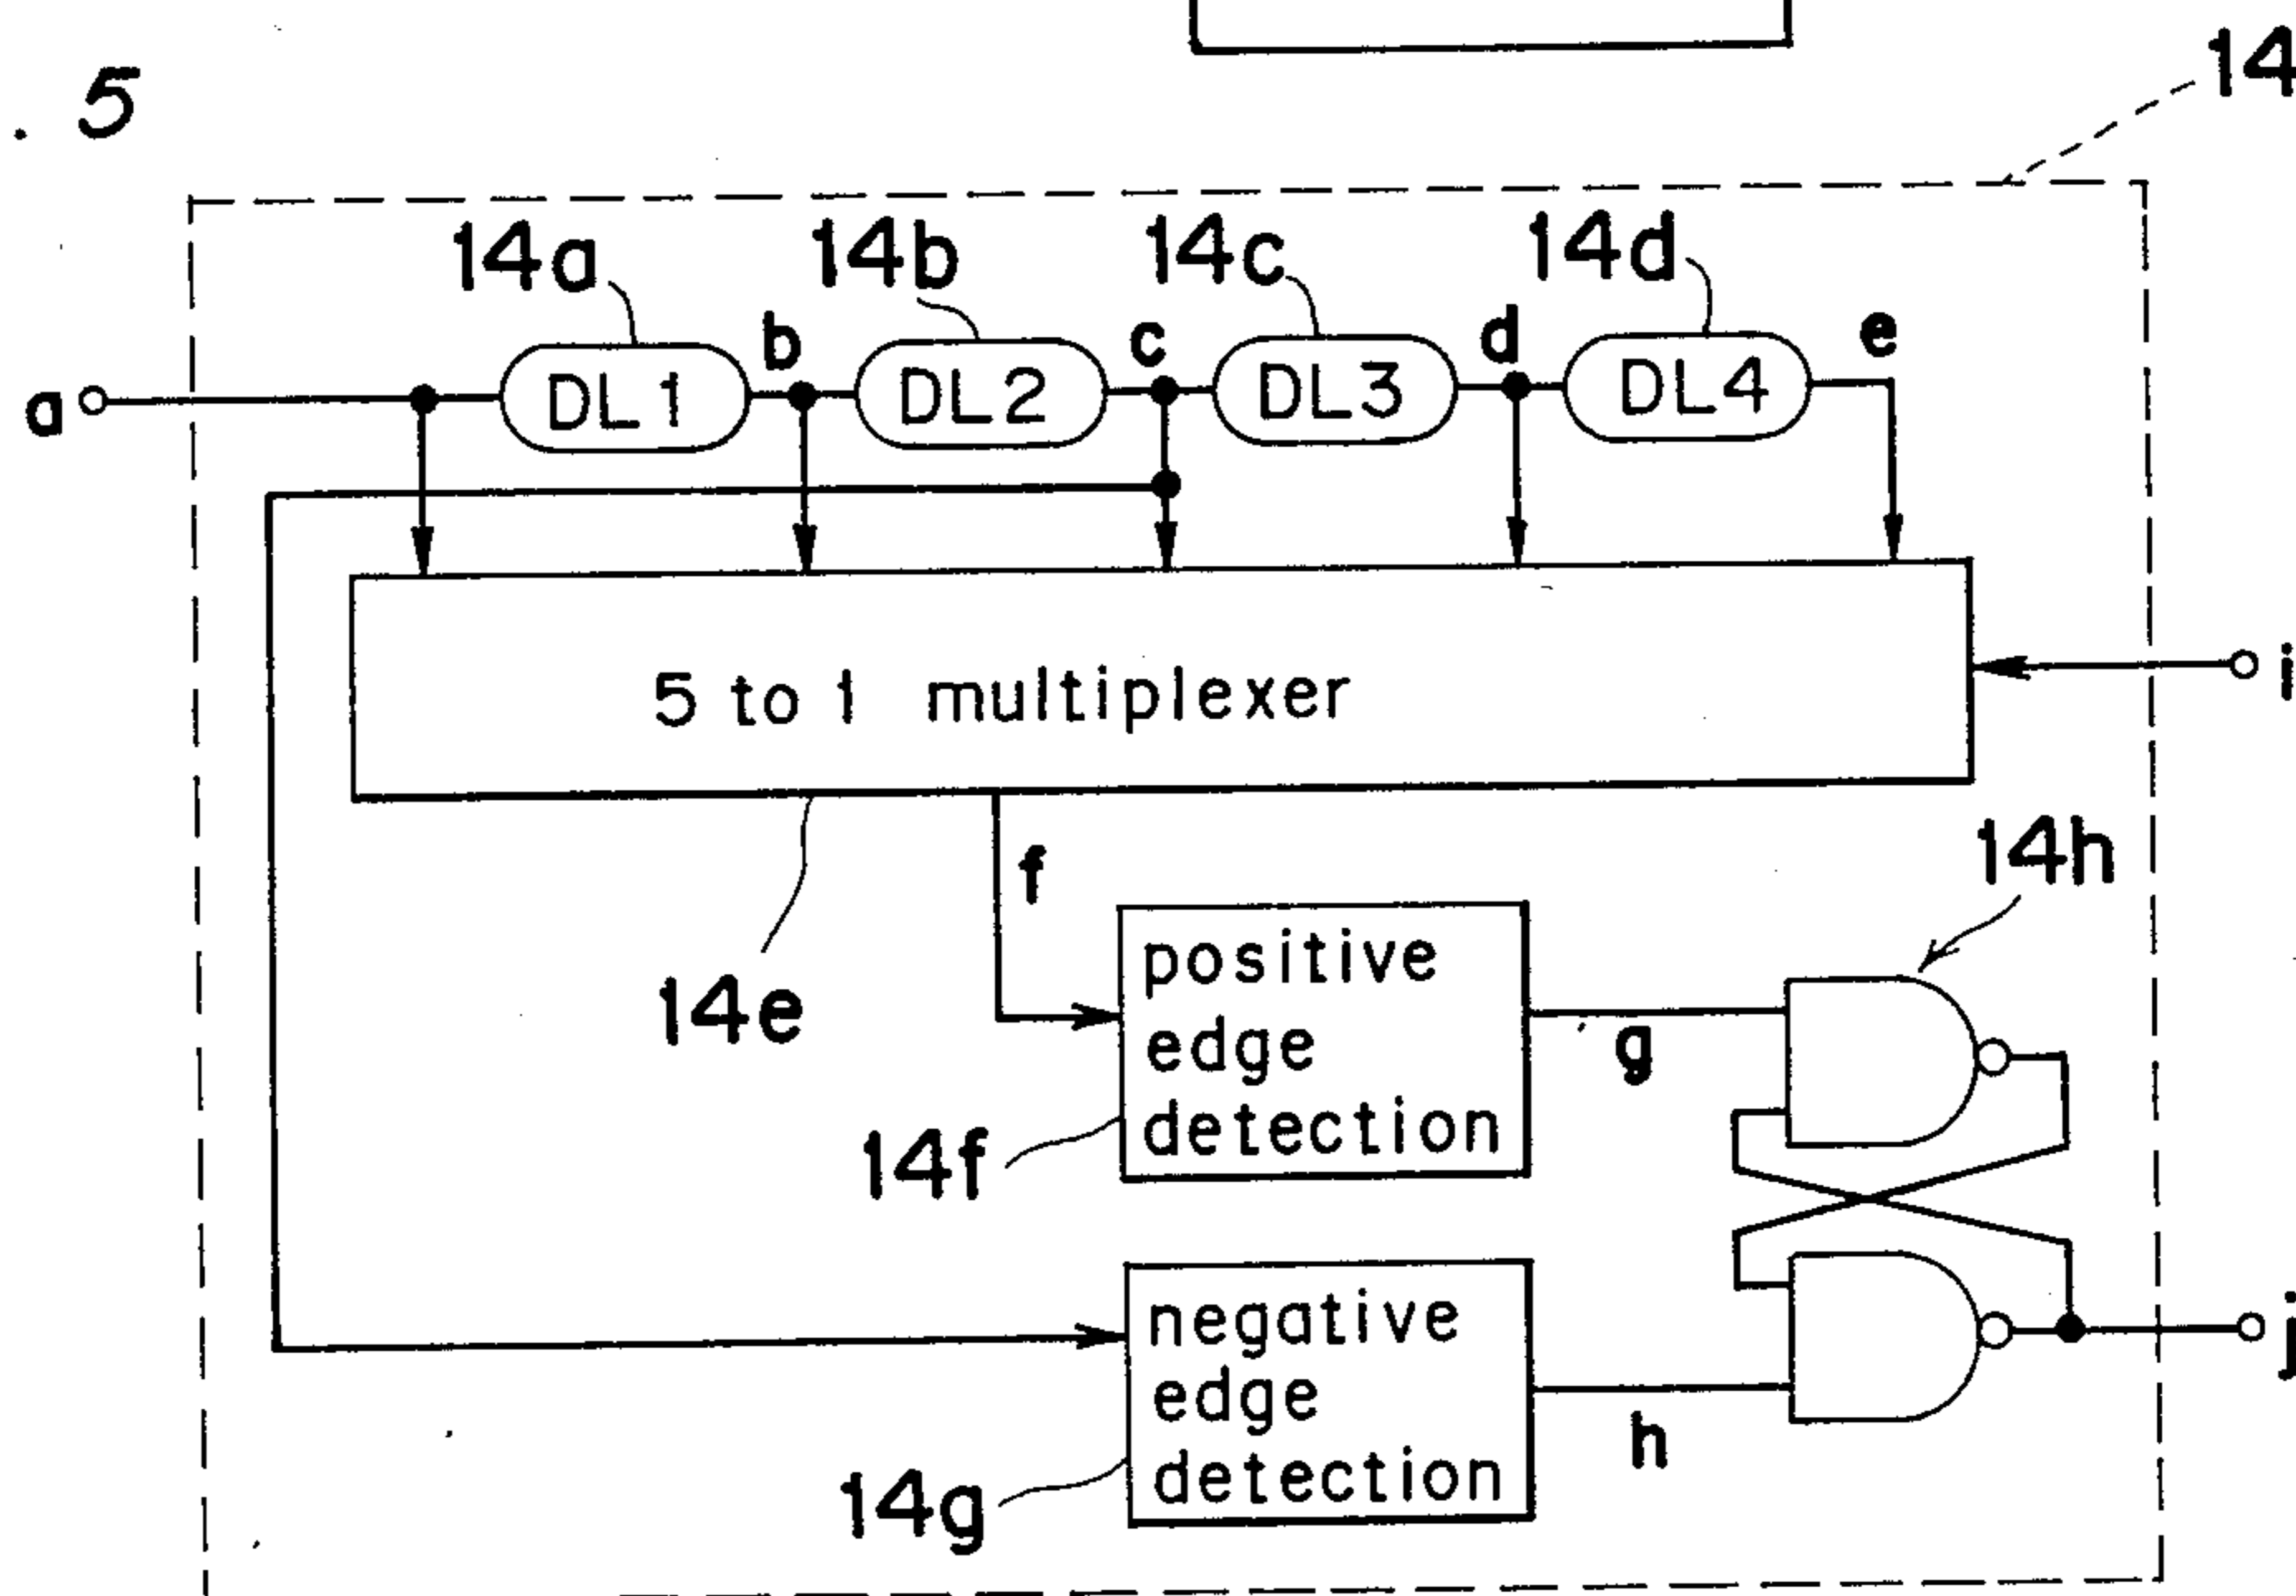 . 5
14
14a
14b
14c
14d
a
b
c
d
e
DL1
DL2
DL3
DL4
5 to 1 multiplexer
i
f
14h
14e
positive
edge
detection
g
14f
negative
edge
detection
h
j
14g